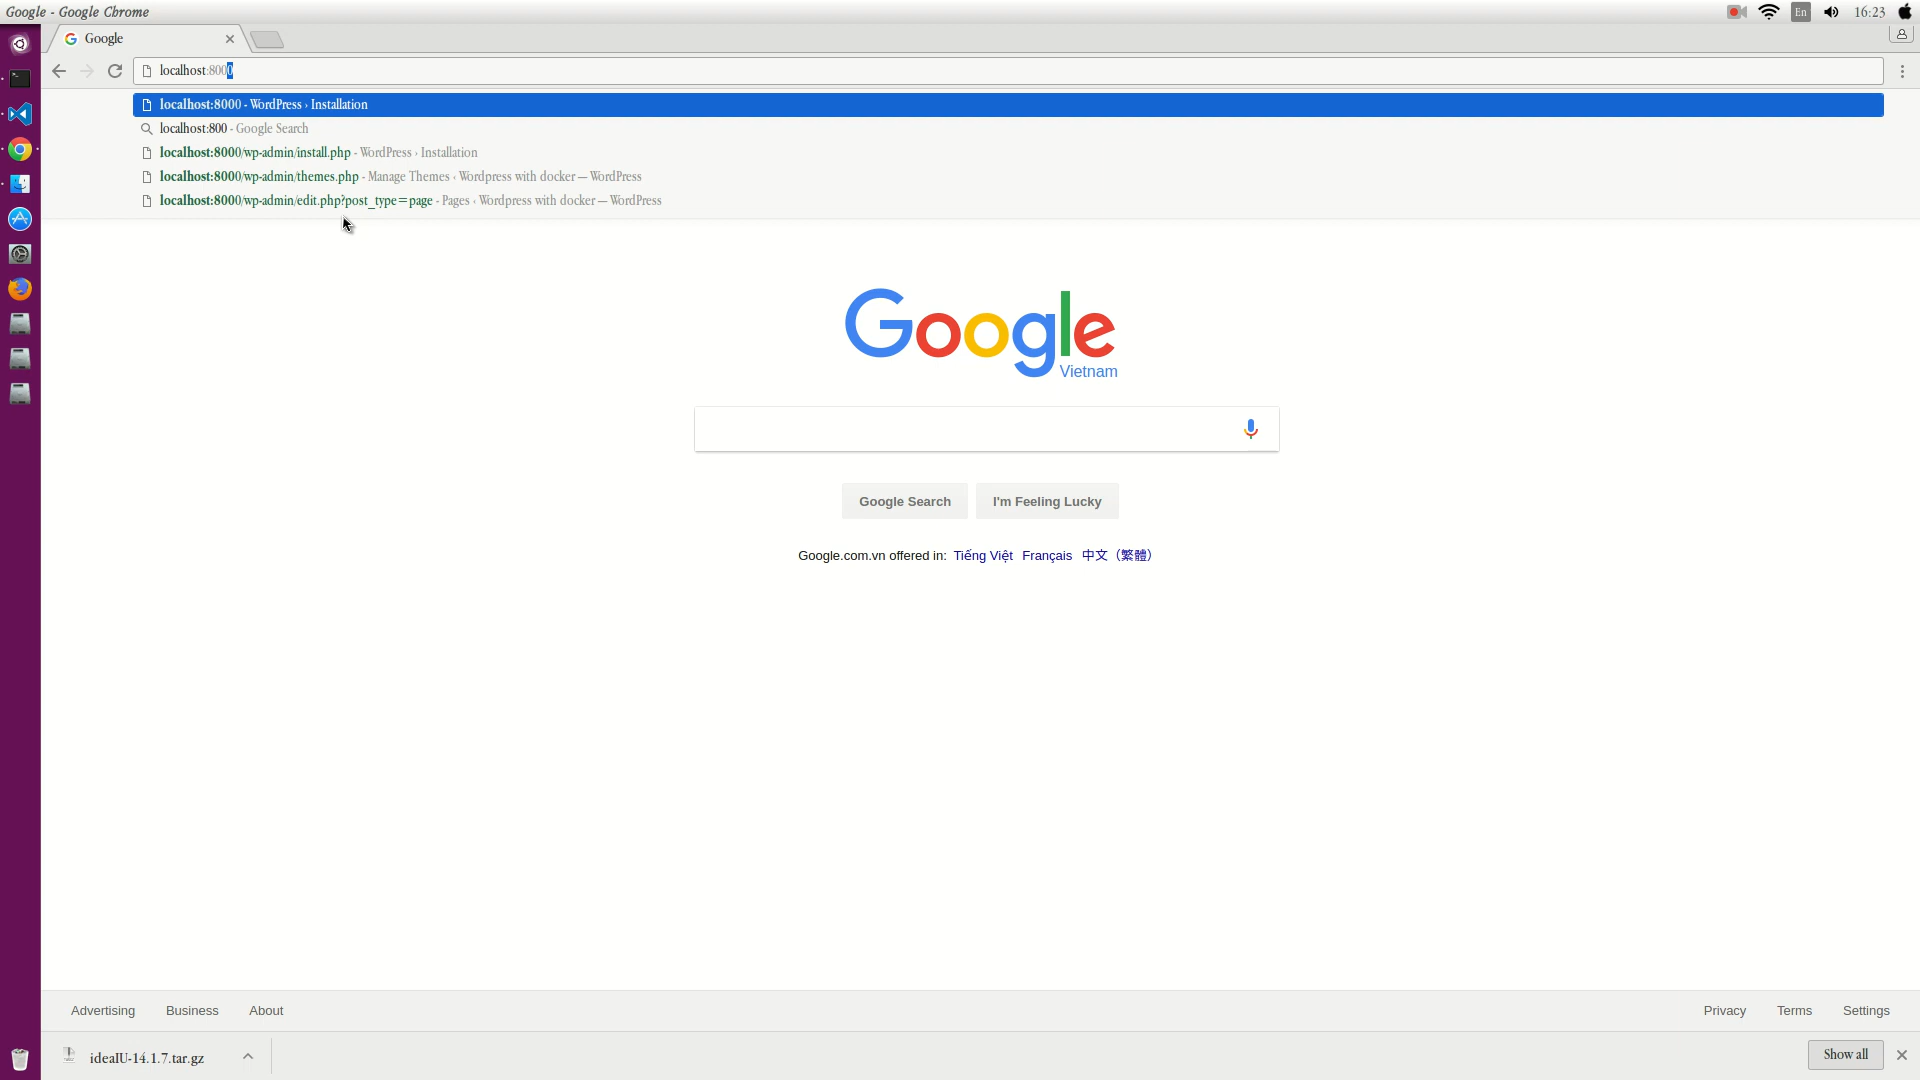 Google - Google Chrome
En
16:23
Google
localhost:8000
localhost:8000 - WordPress › Installation
localhost:800 - Google Search
localhost:8000/wp-admin/install.php - WordPress › Installation
localhost:8000/wp-admin/themes.php - Manage Themes ‹ Wordpress with docker — WordPress
localhost:8000/wp-admin/edit.php?post_type=page - Pages ‹ Wordpress with docker — WordPress
Google
Vietnam
Google Search
I'm Feeling Lucky
Google.com.vn offered in: Tiếng Việt Français 中文（繁體）
Advertising Business About
Privacy Terms Settings
ideaIU-14.1.7.tar.gz
Show all